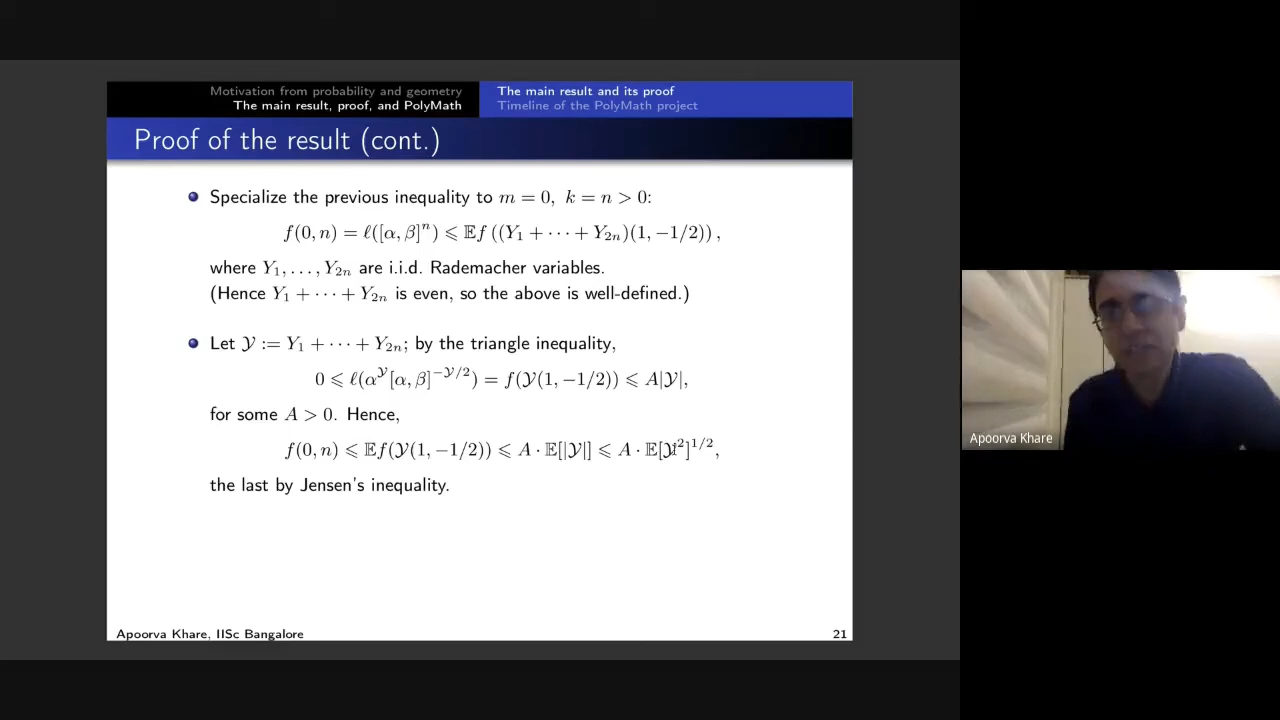 Motivation from probability and geometry
The main result, proof, and PolyMath
The main result and its proof
Timeline of the PolyMath project
Proof of the result (cont.)
Specialize the previous inequality to m = 0, k = n > 0:
f(0, n) = ℓ([α, β]ⁿ) ⩽ 𝔼f ((Y₁ + ··· + Y₂ₙ)(1, −1/2)) ,
where Y₁, . . . , Y₂ₙ are i.i.d. Rademacher variables.
(Hence Y₁ + ··· + Y₂ₙ is even, so the above is well-defined.)
Let 𝒴 := Y₁ + ··· + Y₂ₙ; by the triangle inequality,
0 ⩽ ℓ(α^𝒴[α, β]^{−𝒴/2}) = f(𝒴(1, −1/2)) ⩽ A|𝒴|,
for some A > 0. Hence,
f(0, n) ⩽ 𝔼f(𝒴(1, −1/2)) ⩽ A · 𝔼[|𝒴|] ⩽ A · 𝔼[𝒴²]^{1/2},
the last by Jensen's inequality.
Apoorva Khare, IISc Bangalore
21
Apoorva Khare